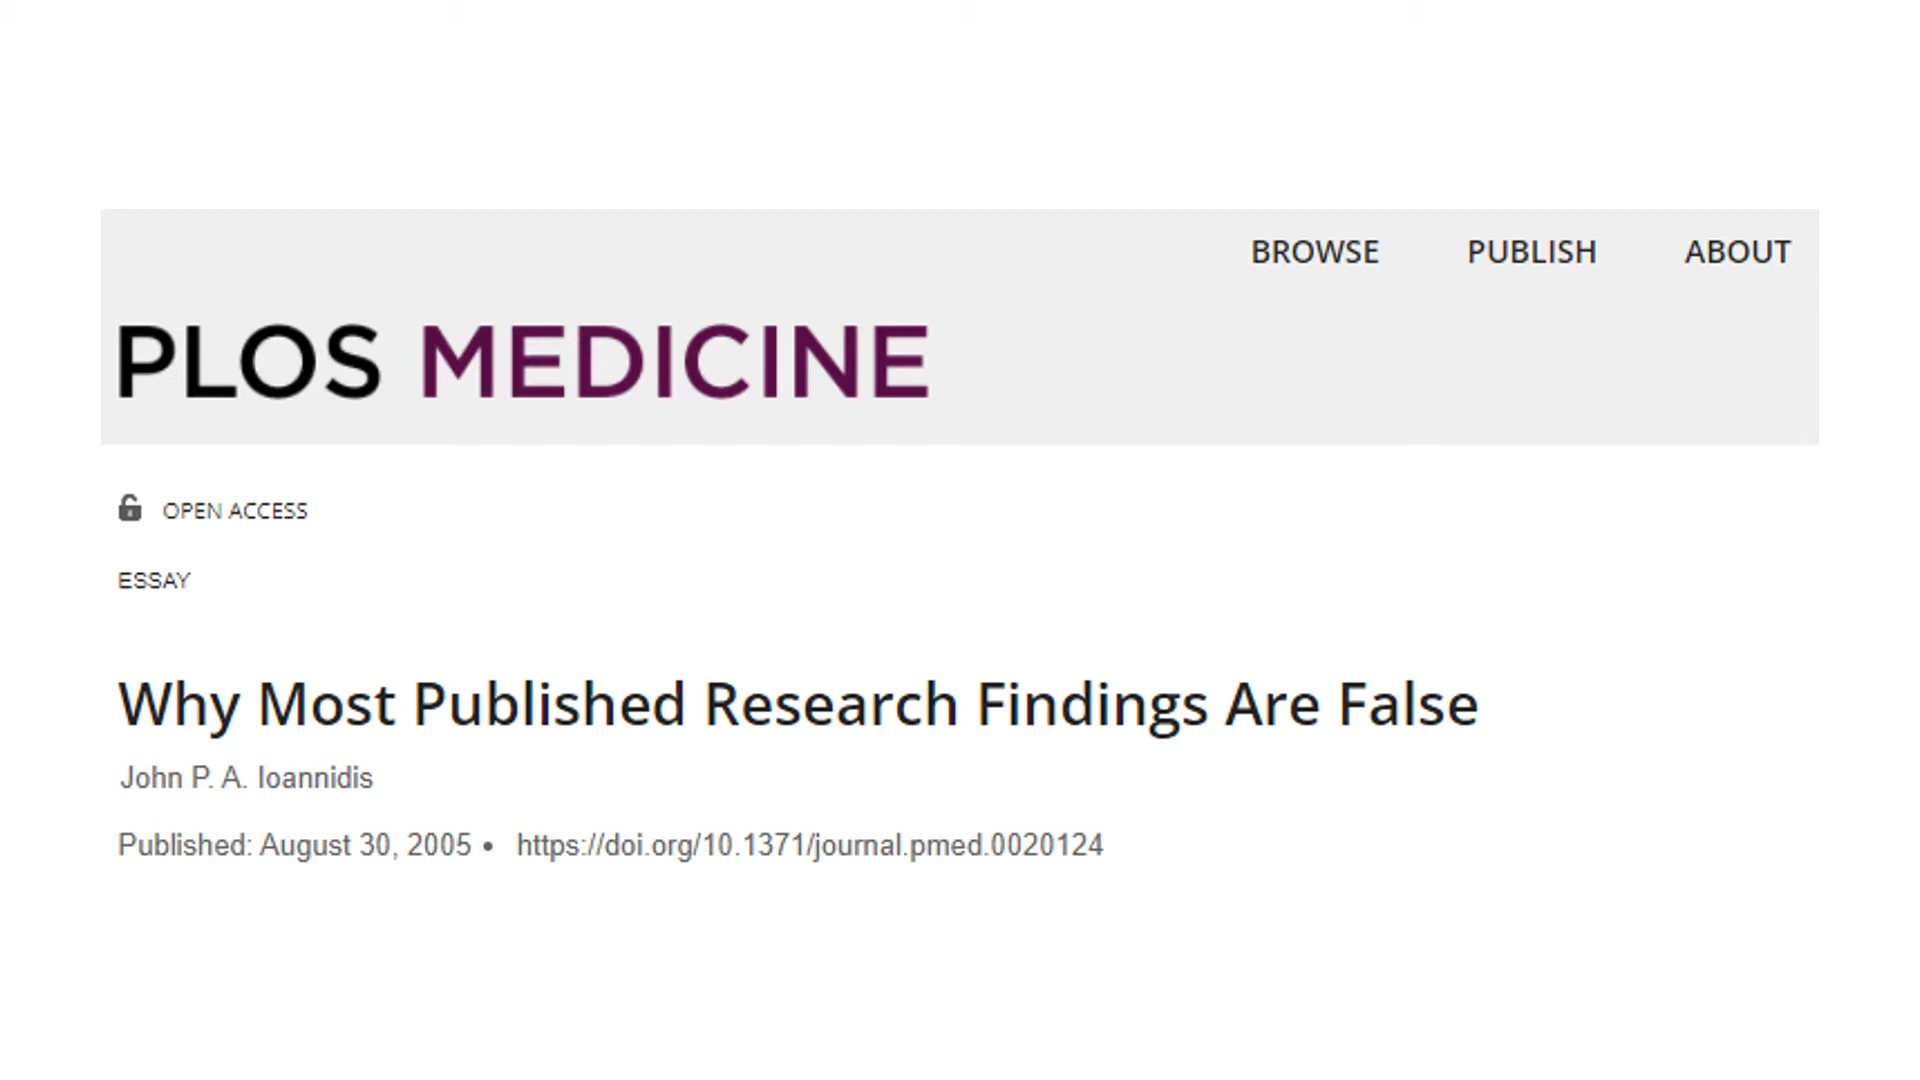 BROWSE PUBLISH ABOUT
PLOS MEDICINE
OPEN ACCESS
ESSAY
Why Most Published Research Findings Are False
John P. A. Ioannidis
Published: August 30, 2005 • https://doi.org/10.1371/journal.pmed.0020124